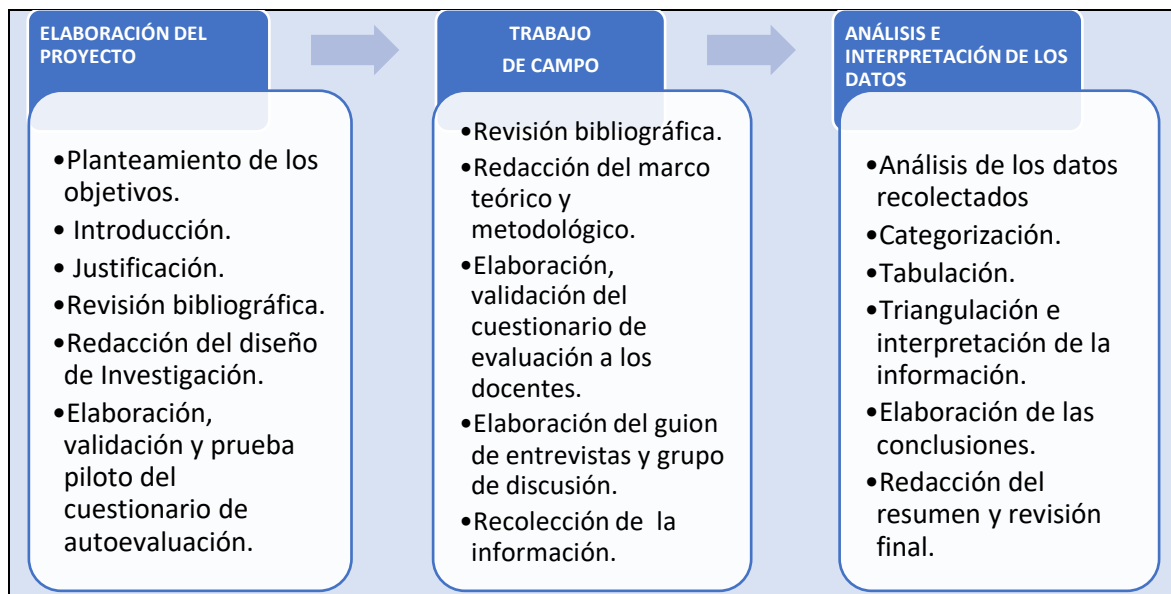 ELABORACIÓN DEL
PROYECTO
•Planteamiento de los
objetivos.
• Introducción.
• Justificación.
•Revisión bibliográfica.
•Redacción del diseño
de Investigación.
•Elaboración,
validación y prueba
piloto del
cuestionario de
autoevaluación.
TRABAJO
DE CAMPO
•Revisión bibliográfica.
•Redacción del marco
teórico y
metodológico.
•Elaboración,
validación del
cuestionario de
evaluación a los
docentes.
•Elaboración del guion
de entrevistas y grupo
de discusión.
•Recolección de la
información.
ANÁLISIS E
INTERPRETACIÓN DE LOS
DATOS
•Análisis de los datos
recolectados
•Categorización.
•Tabulación.
•Triangulación e
interpretación de la
información.
•Elaboración de las
conclusiones.
•Redacción del
resumen y revisión
final.